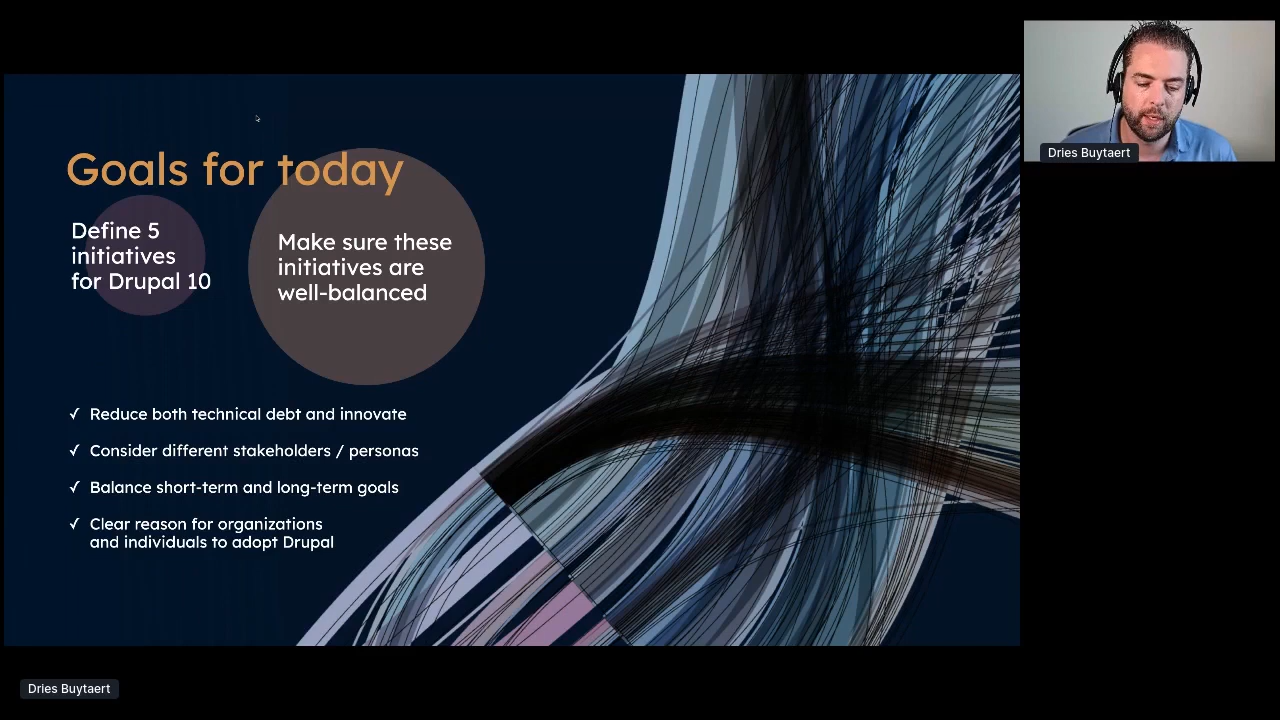 Goals for today
Define 5
initiatives
for Drupal 10
Make sure these
initiatives are
well-balanced
✓ Reduce both technical debt and innovate
✓ Consider different stakeholders / personas
✓ Balance short-term and long-term goals
✓ Clear reason for organizations
and individuals to adopt Drupal
Dries Buytaert
Dries Buytaert